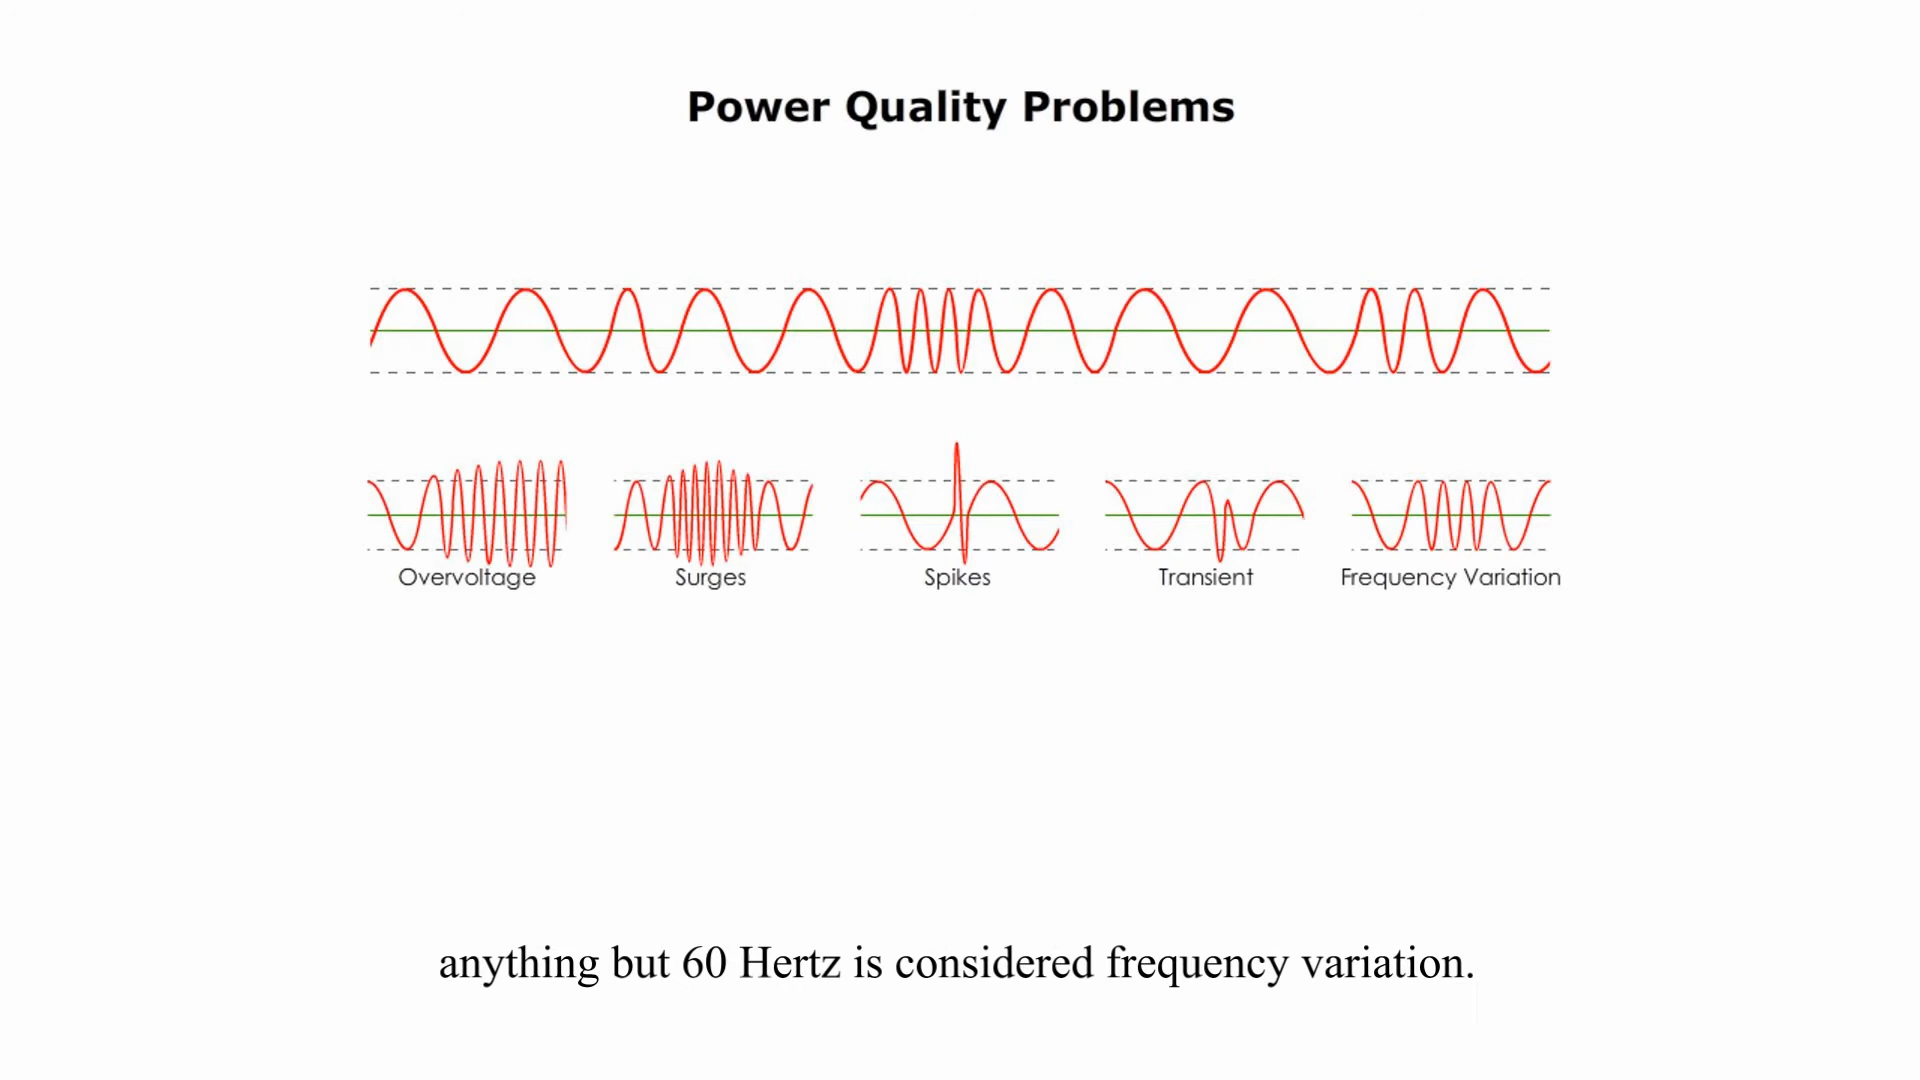 Power Quality Problems
Overvoltage
Surges
Spikes
Transient
Frequency Variation
anything but 60 Hertz is considered frequency variation.